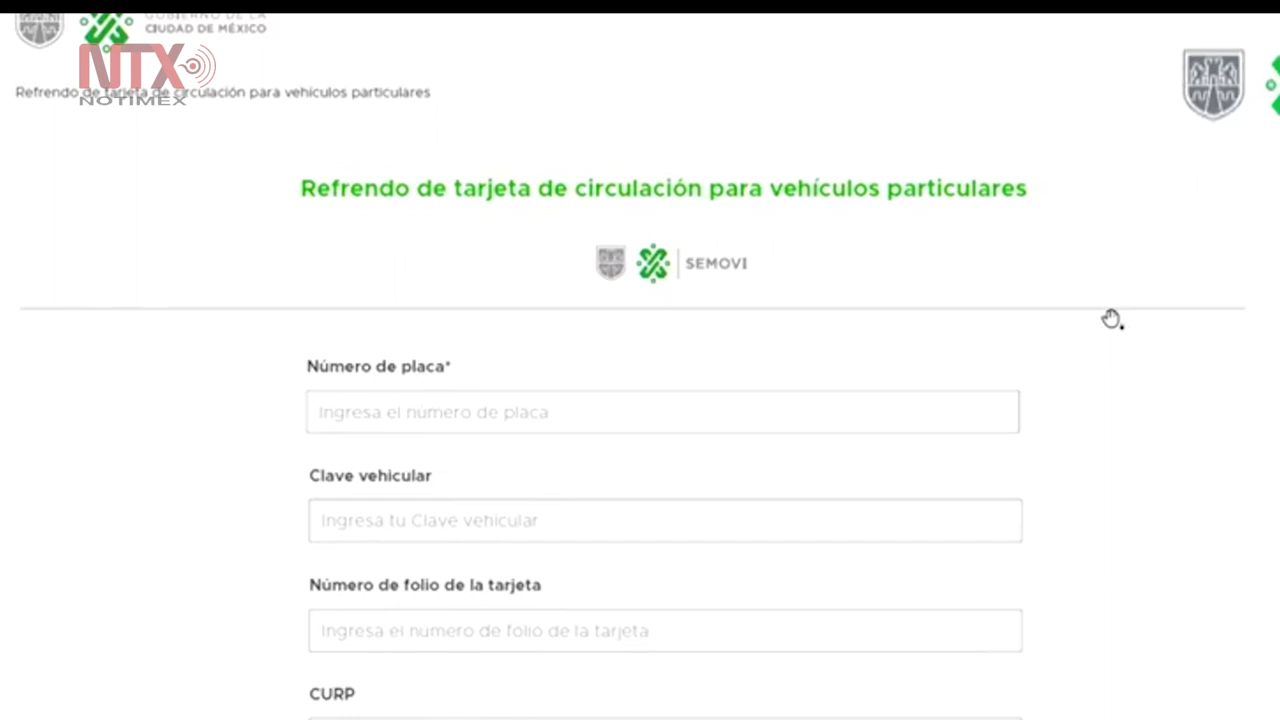 GOBIERNO DE LA
CIUDAD DE MÉXICO
NTX
NOTIMEX
Refrendo de tarjeta de circulación para vehículos particulares
Refrendo de tarjeta de circulación para vehículos particulares
SEMOVI
Número de placa*
Ingresa el número de placa
Clave vehicular
Ingresa tu Clave vehicular
Número de folio de la tarjeta
Ingresa el numero de folio de la tarjeta
CURP